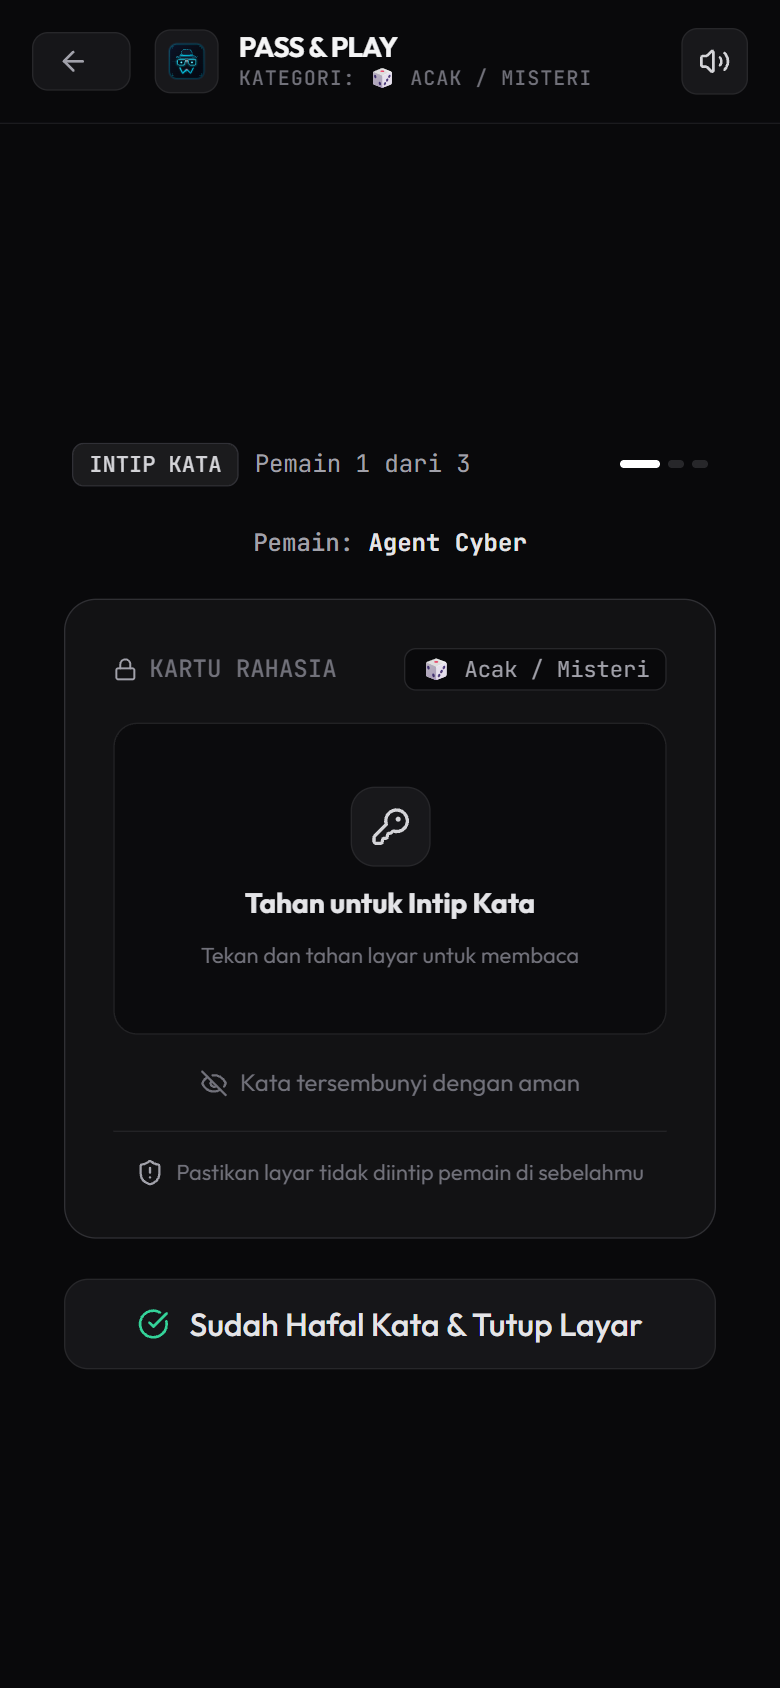 PASS & PLAY
KATEGORI: 🎲 ACAK / MISTERI
INTIP KATA Pemain 1 dari 3
Pemain: Agent Cyber
KARTU RAHASIA 🎲 Acak / Misteri
Tahan untuk Intip Kata
Tekan dan tahan layar untuk membaca
Kata tersembunyi dengan aman
Pastikan layar tidak diintip pemain di sebelahmu
Sudah Hafal Kata & Tutup Layar